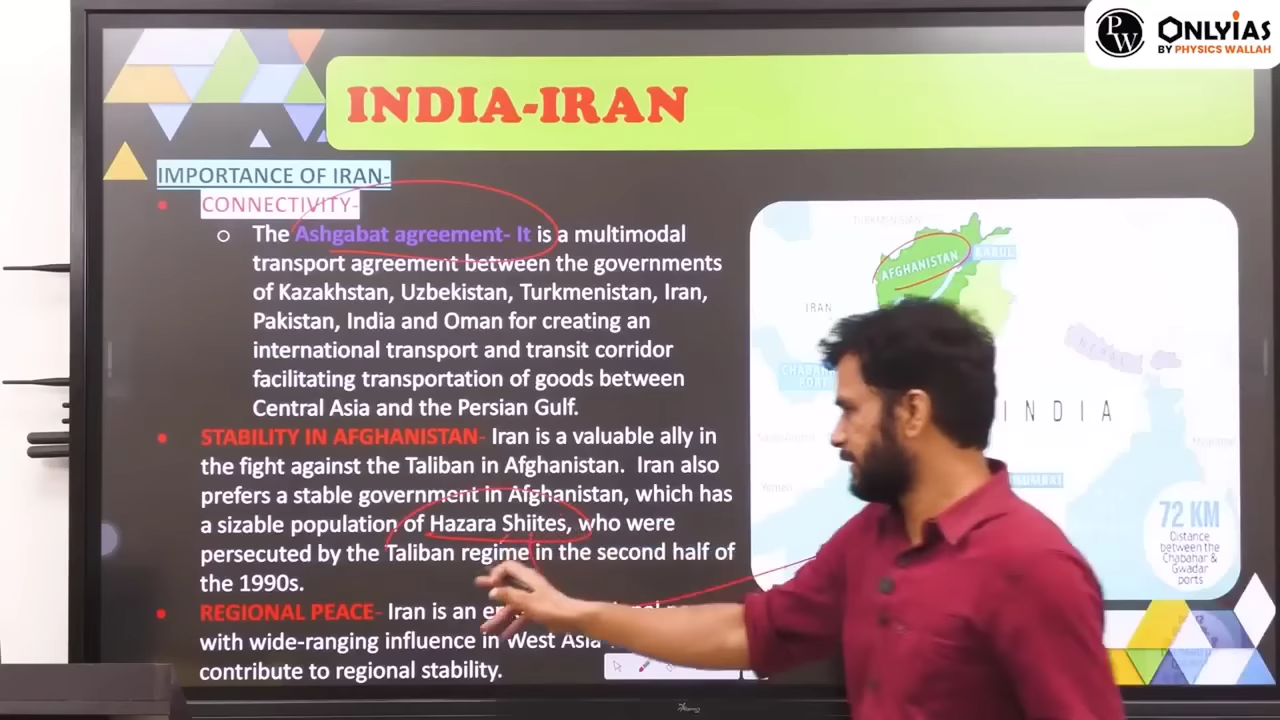 PW ONLYIAS
BY PHYSICS WALLAH
INDIA-IRAN
IMPORTANCE OF IRAN-
• CONNECTIVITY-
o The Ashgabat agreement- It is a multimodal
transport agreement between the governments
of Kazakhstan, Uzbekistan, Turkmenistan, Iran,
Pakistan, India and Oman for creating an
international transport and transit corridor
facilitating transportation of goods between
Central Asia and the Persian Gulf.
• STABILITY IN AFGHANISTAN- Iran is a valuable ally in
the fight against the Taliban in Afghanistan. Iran also
prefers a stable government in Afghanistan, which has
a sizable population of Hazara Shiites, who were
persecuted by the Taliban regime in the second half of
the 1990s.
• REGIONAL PEACE- Iran is an
with wide-ranging influence in West Asia
contribute to regional stability.
TURKMENISTAN
AFGHANISTAN
KABUL
IRAN
NEPAL
PORT
INDIA
Yemen
MUMBAI
72 KM
Distance
between the
Chabahar &
Gwadar
ports